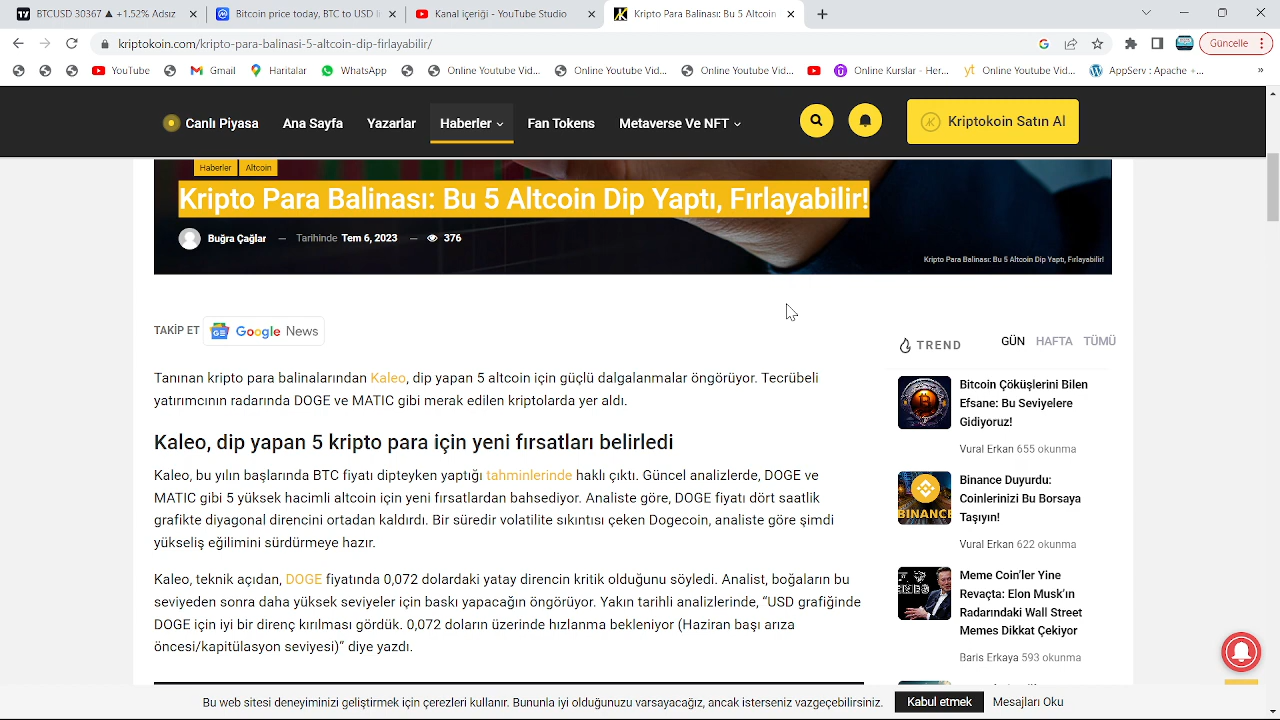 BTCUSD 30367 ▲ +1.52%
Bitcoin price today, BTC to USD li
Kanal içeriği - YouTube Studio
Kripto Para Balinası: Bu 5 Altcoin
kriptokoin.com/kripto-para-balinasi-5-altcoin-dip-firlayabilir/
Güncelle
YouTube
Gmail
Haritalar
WhatsApp
Online Youtube Vid...
Online Youtube Vid...
Online Youtube Vid...
Online Kurslar - Her...
Online Youtube Vid...
AppServ : Apache +...
»
Canlı Piyasa
Ana Sayfa
Yazarlar
Haberler
Fan Tokens
Metaverse Ve NFT
Kriptokoin Satın Al
Haberler
Altcoin
Kripto Para Balinası: Bu 5 Altcoin Dip Yaptı, Fırlayabilir!
Buğra Çağlar — Tarihinde Tem 6, 2023 — 376
Kripto Para Balinası: Bu 5 Altcoin Dip Yaptı, Fırlayabilir!
TAKİP ET Google News
Tanınan kripto para balinalarından Kaleo, dip yapan 5 altcoin için güçlü dalgalanmalar öngörüyor. Tecrübeli
yatırımcının radarında DOGE ve MATIC gibi merak edilen kriptolarda yer aldı.
Kaleo, dip yapan 5 kripto para için yeni fırsatları belirledi
Kaleo, bu yılın başlarında BTC fiyatı dipteyken yaptığı tahminlerinde haklı çıktı. Güncel analizlerde, DOGE ve
MATIC gibi yüksek hacimli altcoin için yeni fırsatlardan bahsediyor. Analiste göre, DOGE fiyatı dört saatlik
grafikten diyagonal direncini ortadan kaldırdı. Bir süredir volatilite sıkıntısı çeken Dogecoin, analiste göre şimdi
yükseliş eğilimini sürdürmeye hazır.
Kaleo, öte yandan, DOGE fiyatında 0,072 dolardaki yatay direncin kritik olduğunu söyledi. Analist, boğaların bu
seviyeden sonra daha yüksek seviyeler için baskı yapacağın öngörüyor. Yakın tarihli analizlerinde, “USD grafiğinde
DOGE için iyi bir direnç kırılması gördük. 0,072 doların üzerinde hızlanma bekleniyor (Haziran başı arıza
öncesi/kapitülasyon seviyesi)” diye yazdı.
TREND
GÜN
HAFTA
TÜMÜ
Bitcoin Çöküşlerini Bilen
Efsane: Bu Seviyelere
Gidiyoruz!
Vural Erkan 655 okunma
BINANCE
Binance Duyurdu:
Coinlerinizi Bu Borsaya
Taşıyın!
Vural Erkan 622 okunma
Meme Coin’ler Yine
Revaçta: Elon Musk’ın
Radarındaki Wall Street
Memes Dikkat Çekiyor
Baris Erkaya 593 okunma
Bu site deneyiminizi geliştirmek için çerezleri kullanır. Bununla iyi olduğunuzu varsayacağız, ancak isterseniz vazgeçebilirsiniz.
Kabul etmek
Mesajları Oku